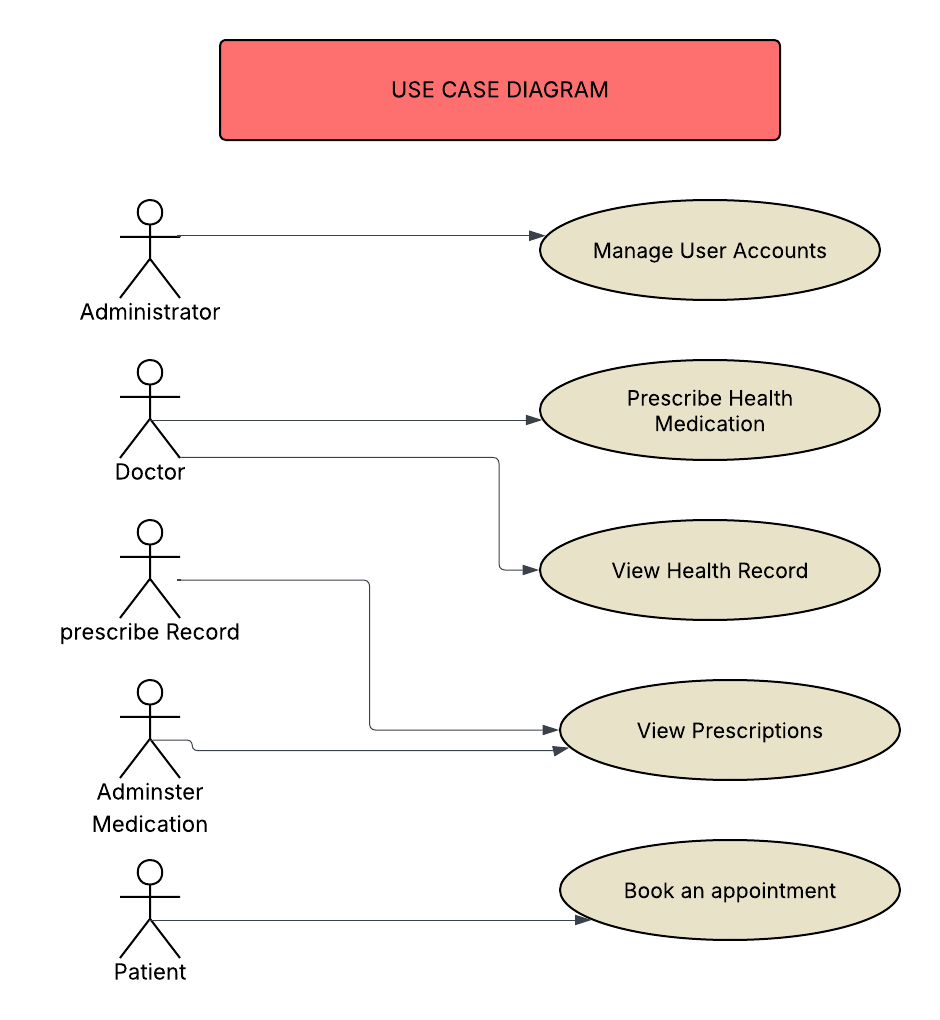 USE CASE DIAGRAM
Manage User Accounts
Administrator
Prescribe Health
Medication
Doctor
View Health Record
prescribe Record
View Prescriptions
Adminster
Medication
Book an appointment
Patient